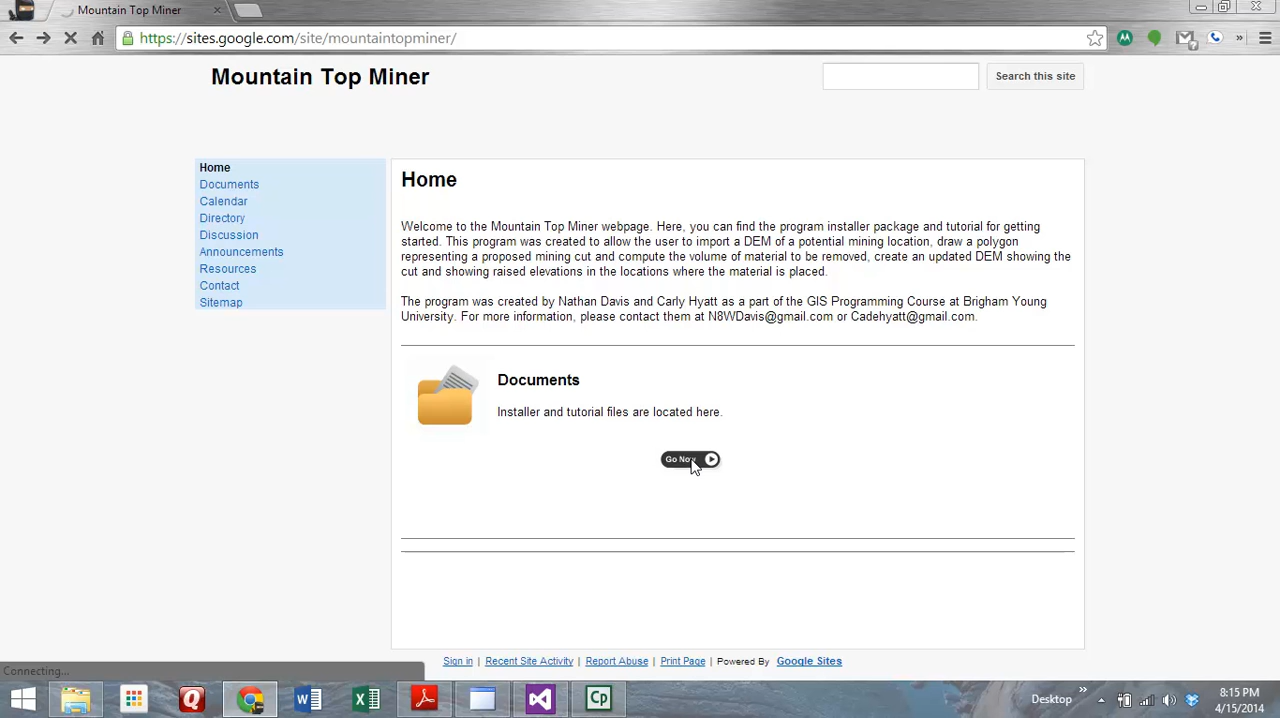 Mountain Top Miner
https://sites.google.com/site/mountaintopminer/
Mountain Top Miner
Search this site
Home
Documents
Calendar
Directory
Discussion
Announcements
Resources
Contact
Sitemap
Home
Welcome to the Mountain Top Miner webpage. Here, you can find the program installer package and tutorial for getting
started. This program was created to allow the user to import a DEM of a potential mining location, draw a polygon
representing a proposed mining cut and compute the volume of material to be removed, create an updated DEM showing the
cut and showing raised elevations in the locations where the material is placed.
The program was created by Nathan Davis and Carly Hyatt as a part of the GIS Programming Course at Brigham Young
University. For more information, please contact them at N8WDavis@gmail.com or Cadehyatt@gmail.com.
Documents
Installer and tutorial files are located here.
Go Now
Sign in | Recent Site Activity | Report Abuse | Print Page | Powered By Google Sites
Connecting...
Desktop
8:15 PM
4/15/2014